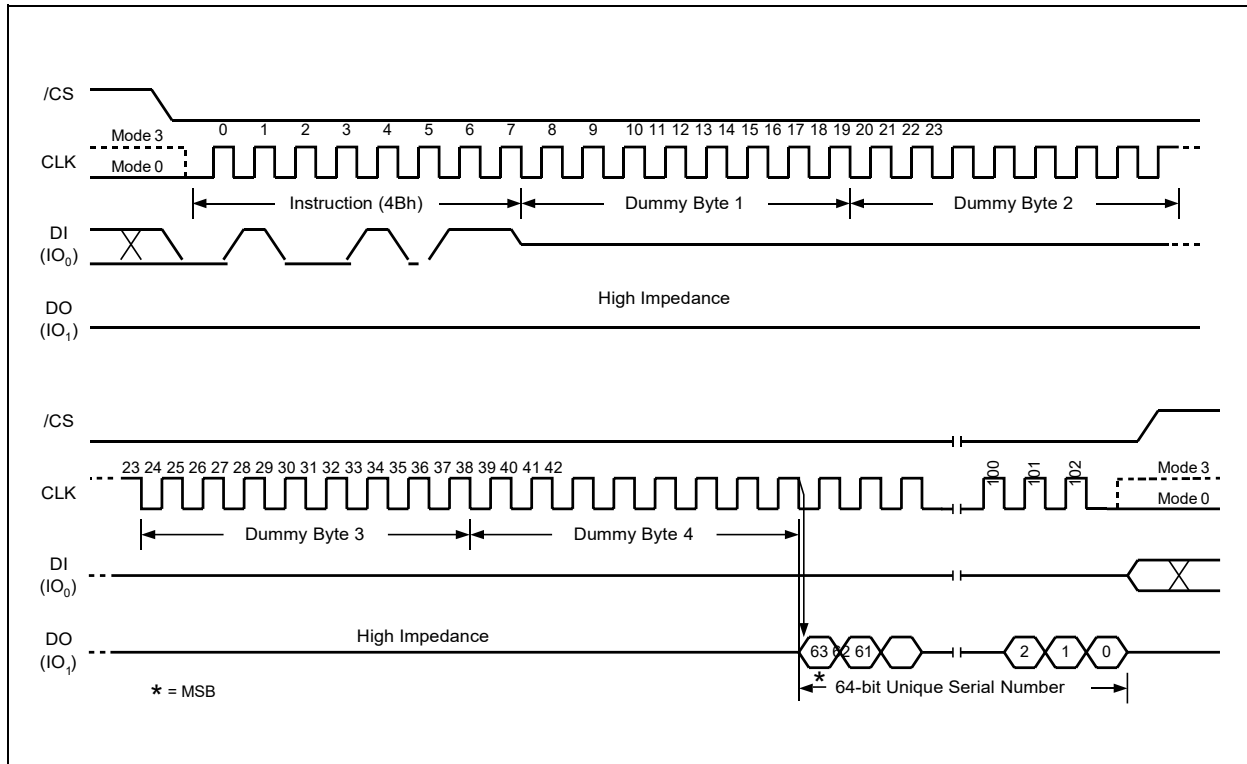 /CS
0 1 2 3 4 5 6 7 8 9 10 11 12 13 14 15 16 17 18 19 20 21 22 23
Mode 3
CLK
Mode 0
Instruction (4Bh) Dummy Byte 1 Dummy Byte 2
DI
(IO0)
High Impedance
DO
(IO1)
/CS
23 24 25 26 27 28 29 30 31 32 33 34 35 36 37 38 39 40 41 42 100 101 102
Mode 3
CLK
Mode 0
Dummy Byte 3 Dummy Byte 4
DI
(IO0)
DO
(IO1)
High Impedance
63 62 61 2 1 0
* = MSB
* 64-bit Unique Serial Number